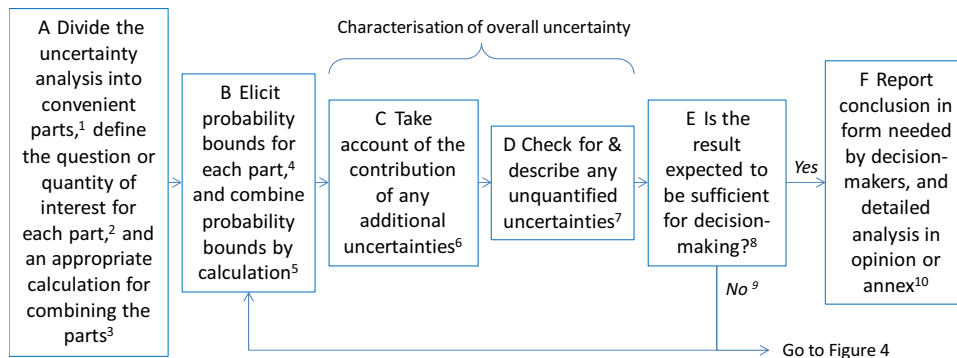 Characterisation of overall uncertainty
A Divide the
uncertainty
analysis into
convenient
parts,¹ define
the question or
quantity of
interest for
each part,² and
an appropriate
calculation for
combining the
parts³
B Elicit
probability
bounds for
each part,⁴
and combine
probability
bounds by
calculation⁵
C Take
account of the
contribution
of any
additional
uncertainties⁶
D Check for &
describe any
unquantified
uncertainties⁷
E Is the
result
expected to
be sufficient
for decision-
making?⁸
Yes
No ⁹
F Report
conclusion in
form needed
by decision-
makers, and
detailed
analysis in
opinion or
annex¹⁰
Go to Figure 4